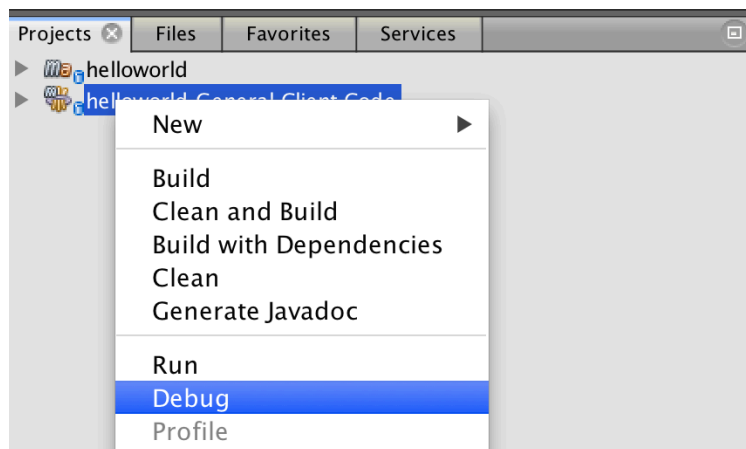 Projects Files Favorites Services
helloworld
helloworld-General Client Code
New
Build
Clean and Build
Build with Dependencies
Clean
Generate Javadoc
Run
Debug
Profile